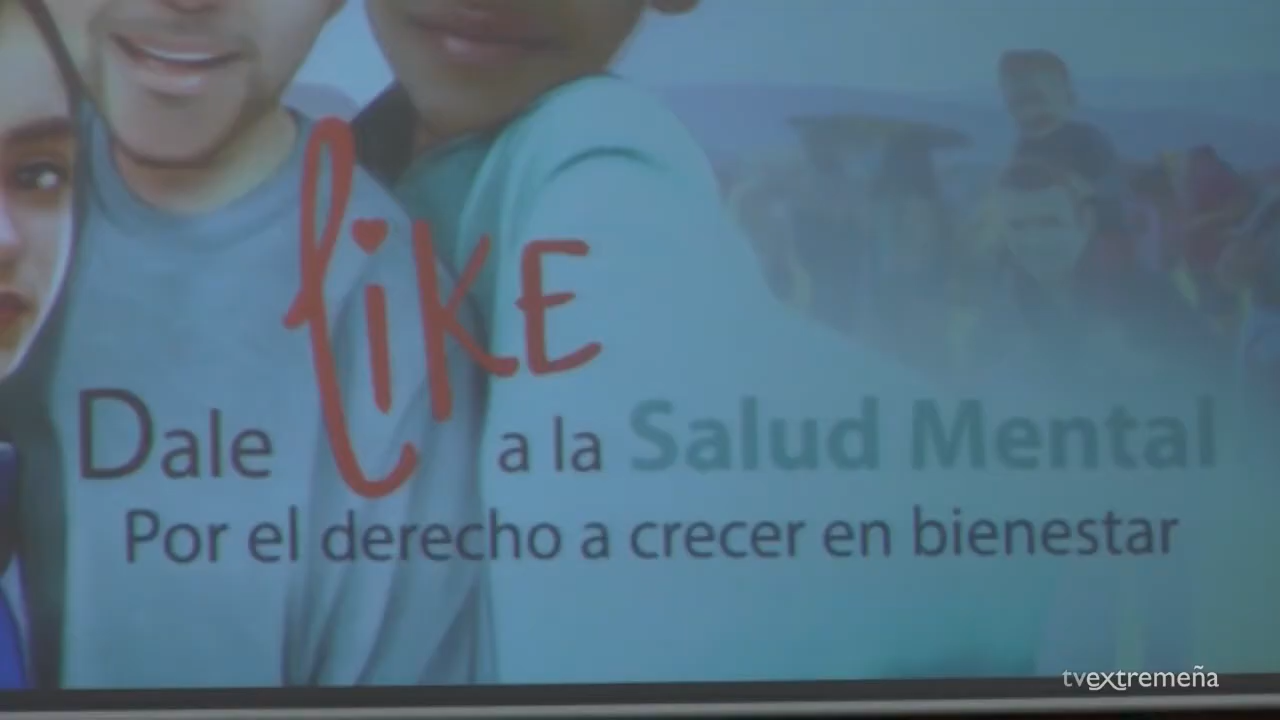 Dale like a la Salud Mental
Por el derecho a crecer en bienestar
tvextremeña